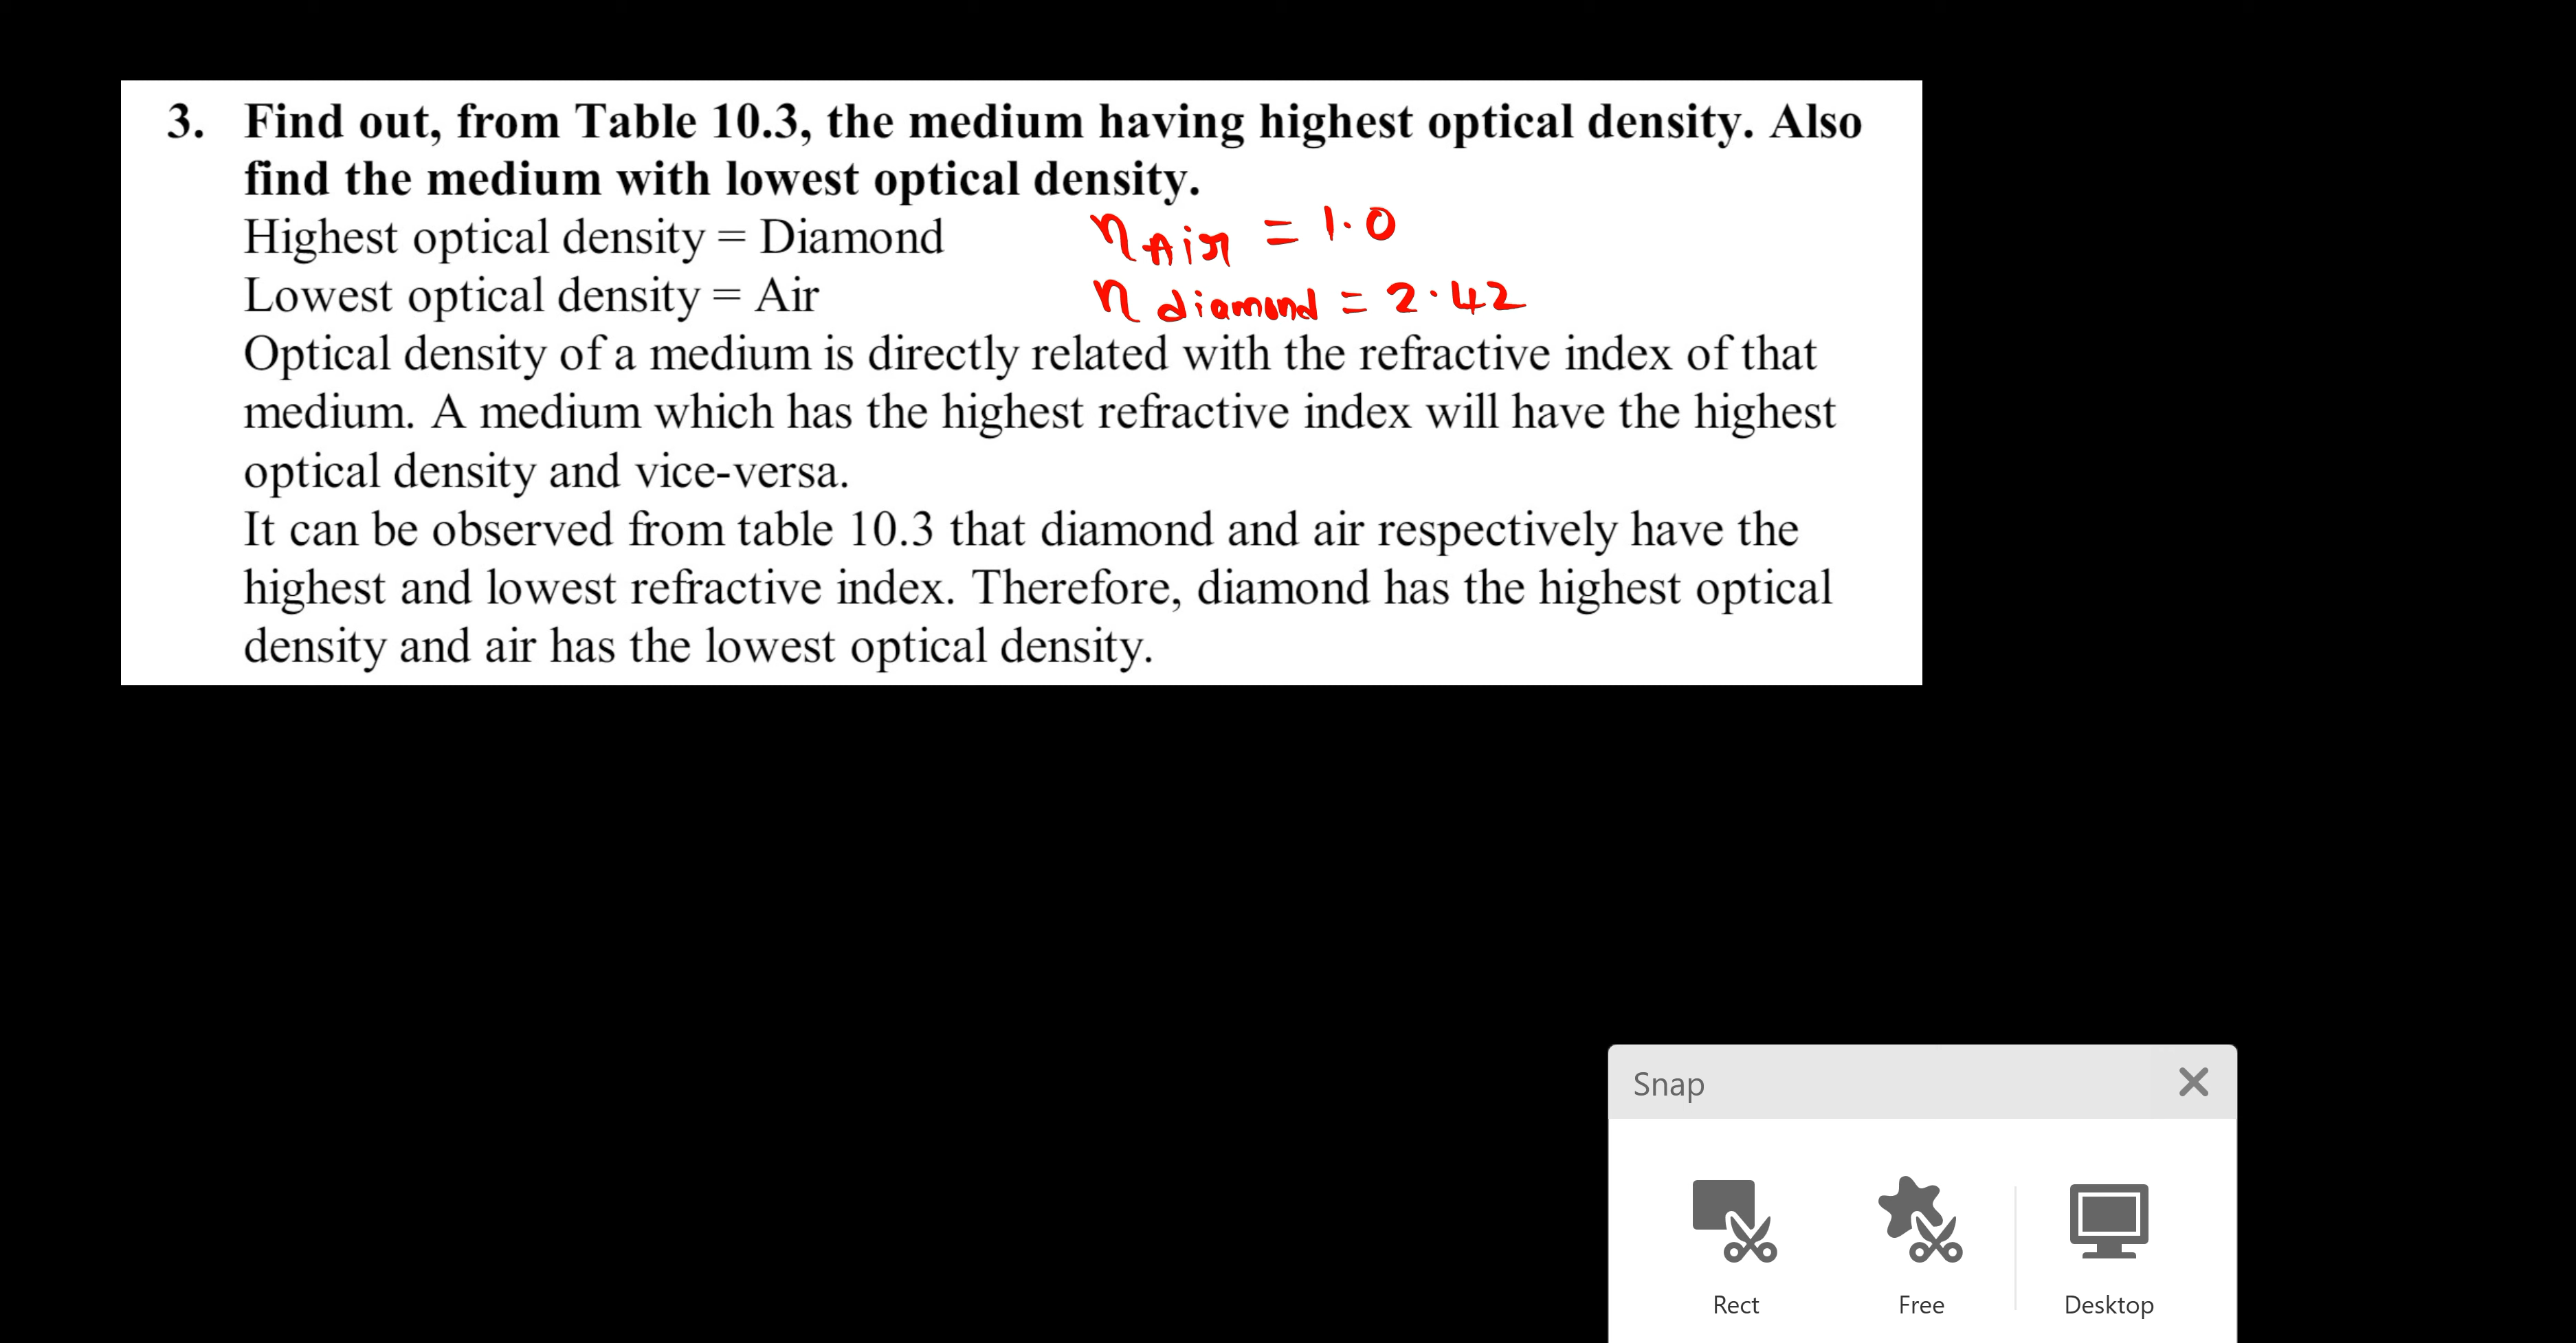 3. Find out, from Table 10.3, the medium having highest optical density. Also
find the medium with lowest optical density.
Highest optical density = Diamond
n Air = 1.0
Lowest optical density = Air
n diamond = 2.42
Optical density of a medium is directly related with the refractive index of that
medium. A medium which has the highest refractive index will have the highest
optical density and vice-versa.
It can be observed from table 10.3 that diamond and air respectively have the
highest and lowest refractive index. Therefore, diamond has the highest optical
density and air has the lowest optical density.
Snap
Rect
Free
Desktop